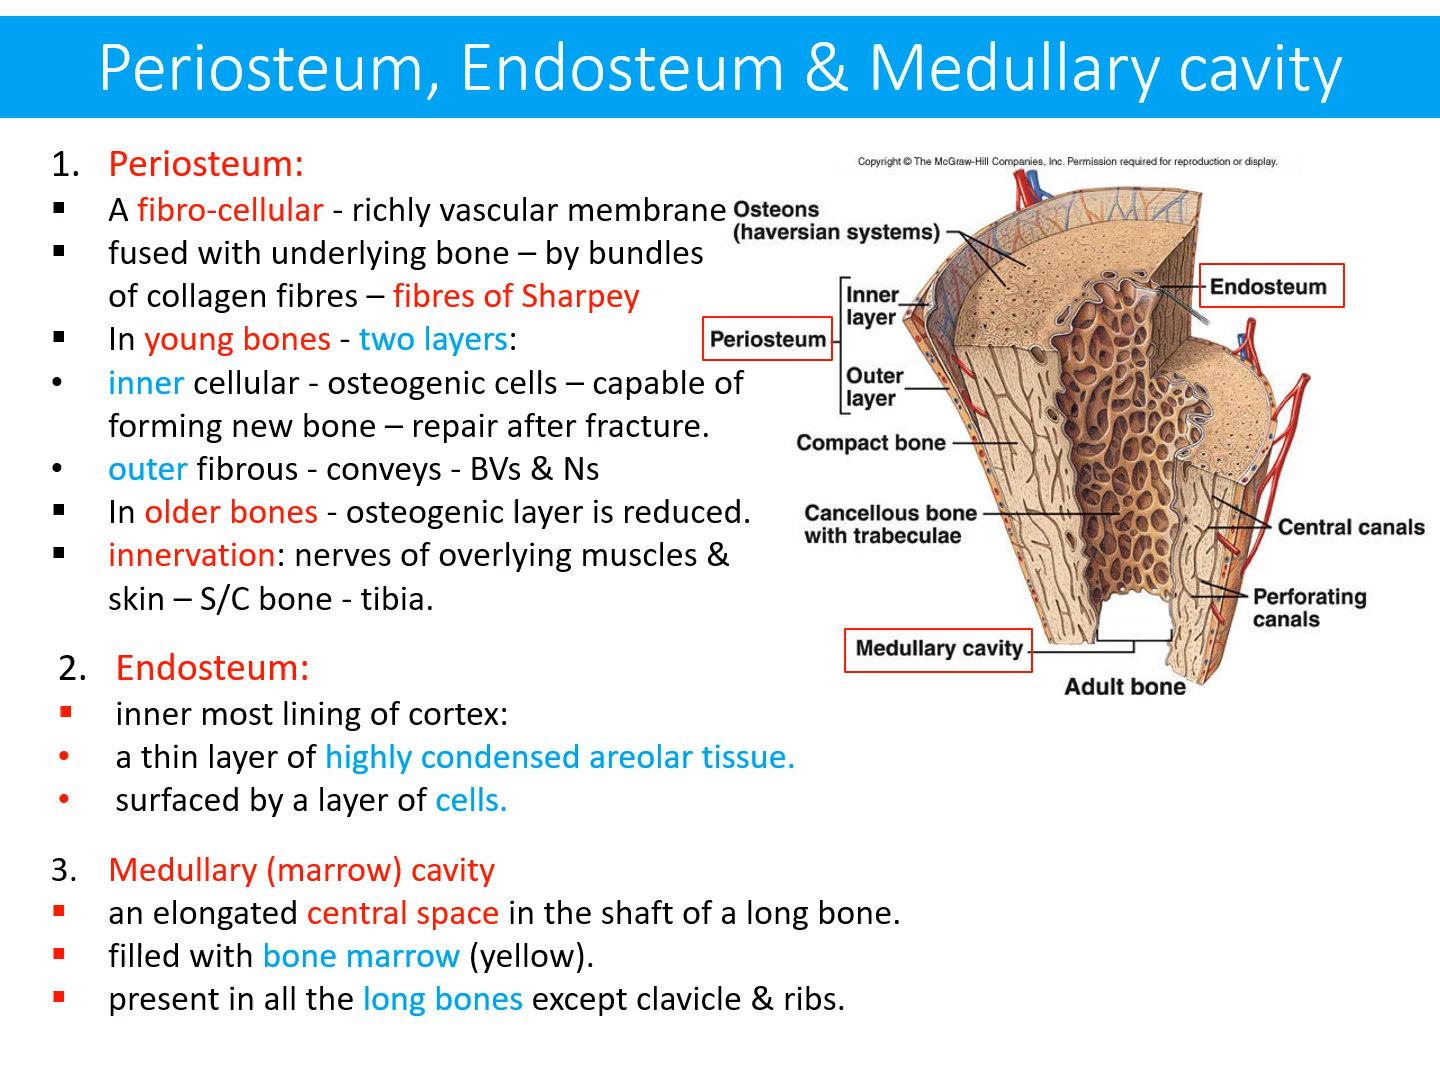 Periosteum, Endosteum & Medullary cavity
1. Periosteum:
▪ A fibro-cellular - richly vascular membrane
▪ fused with underlying bone – by bundles
of collagen fibres – fibres of Sharpey
▪ In young bones - two layers:
• inner cellular - osteogenic cells – capable of
forming new bone – repair after fracture.
• outer fibrous - conveys - BVs & Ns
▪ In older bones - osteogenic layer is reduced.
▪ innervation: nerves of overlying muscles &
skin – S/C bone - tibia.
2. Endosteum:
▪ inner most lining of cortex:
• a thin layer of highly condensed areolar tissue.
• surfaced by a layer of cells.
3. Medullary (marrow) cavity
▪ an elongated central space in the shaft of a long bone.
▪ filled with bone marrow (yellow).
▪ present in all the long bones except clavicle & ribs.
Copyright © The McGraw-Hill Companies, Inc. Permission required for reproduction or display.
Osteons
(haversian systems)
Endosteum
Inner
layer
Periosteum
Outer
layer
Compact bone
Cancellous bone
with trabeculae
Central canals
Perforating
canals
Medullary cavity
Adult bone